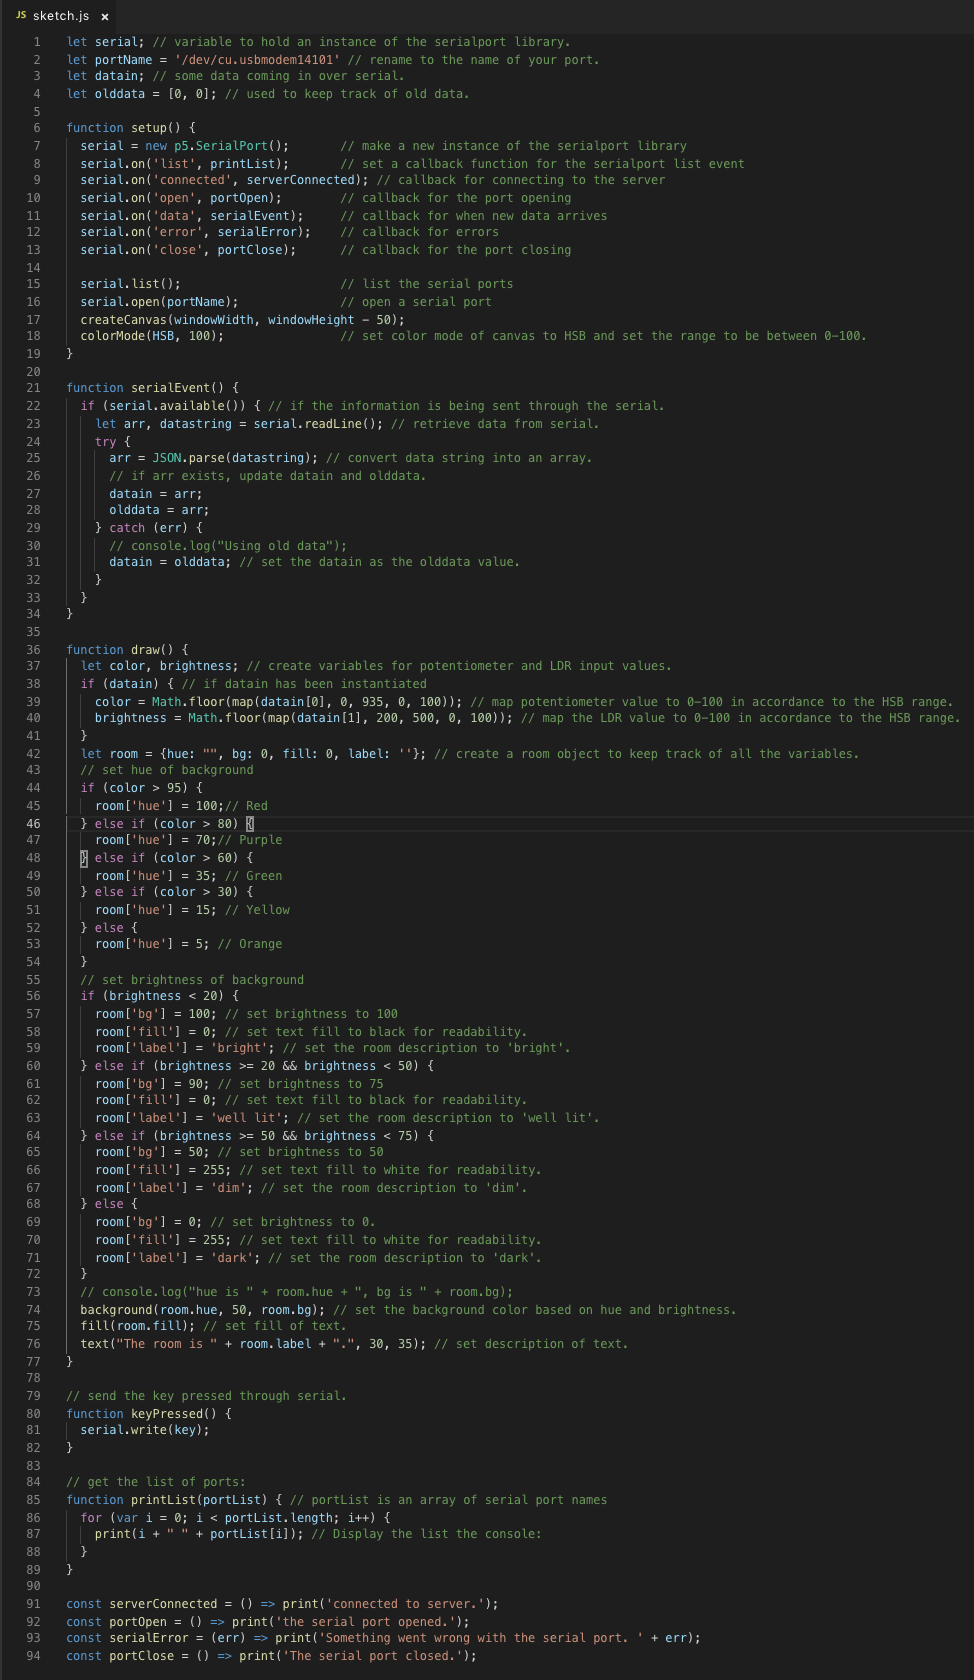 JS sketch.js ×
1 let serial; // variable to hold an instance of the serialport library.
2 let portName = '/dev/cu.usbmodem14101' // rename to the name of your port.
3 let datain; // some data coming in over serial.
4 let olddata = [0, 0]; // used to keep track of old data.
5
6 function setup() {
7 serial = new p5.SerialPort(); // make a new instance of the serialport library
8 serial.on('list', printList); // set a callback function for the serialport list event
9 serial.on('connected', serverConnected); // callback for connecting to the server
10 serial.on('open', portOpen); // callback for the port opening
11 serial.on('data', serialEvent); // callback for when new data arrives
12 serial.on('error', serialError); // callback for errors
13 serial.on('close', portClose); // callback for the port closing
14
15 serial.list(); // list the serial ports
16 serial.open(portName); // open a serial port
17 createCanvas(windowWidth, windowHeight - 50);
18 colorMode(HSB, 100); // set color mode of canvas to HSB and set the range to be between 0-100.
19 }
20
21 function serialEvent() {
22 if (serial.available()) { // if the information is being sent through the serial.
23 let arr, datastring = serial.readLine(); // retrieve data from serial.
24 try {
25 arr = JSON.parse(datastring); // convert data string into an array.
26 // if arr exists, update datain and olddata.
27 datain = arr;
28 olddata = arr;
29 } catch (err) {
30 // console.log("Using old data");
31 datain = olddata; // set the datain as the olddata value.
32 }
33 }
34 }
35
36 function draw() {
37 let color, brightness; // create variables for potentiometer and LDR input values.
38 if (datain) { // if datain has been instantiated
39 color = Math.floor(map(datain[0], 0, 935, 0, 100)); // map potentiometer value to 0-100 in accordance to the HSB range.
40 brightness = Math.floor(map(datain[1], 200, 500, 0, 100)); // map the LDR value to 0-100 in accordance to the HSB range.
41 }
42 let room = {hue: "", bg: 0, fill: 0, label: ''}; // create a room object to keep track of all the variables.
43 // set hue of background
44 if (color > 95) {
45 room['hue'] = 100;// Red
46 } else if (color > 80) {
47 room['hue'] = 70;// Purple
48 } else if (color > 60) {
49 room['hue'] = 35; // Green
50 } else if (color > 30) {
51 room['hue'] = 15; // Yellow
52 } else {
53 room['hue'] = 5; // Orange
54 }
55 // set brightness of background
56 if (brightness < 20) {
57 room['bg'] = 100; // set brightness to 100
58 room['fill'] = 0; // set text fill to black for readability.
59 room['label'] = 'bright'; // set the room description to 'bright'.
60 } else if (brightness >= 20 && brightness < 50) {
61 room['bg'] = 90; // set brightness to 75
62 room['fill'] = 0; // set text fill to black for readability.
63 room['label'] = 'well lit'; // set the room description to 'well lit'.
64 } else if (brightness >= 50 && brightness < 75) {
65 room['bg'] = 50; // set brightness to 50
66 room['fill'] = 255; // set text fill to white for readability.
67 room['label'] = 'dim'; // set the room description to 'dim'.
68 } else {
69 room['bg'] = 0; // set brightness to 0.
70 room['fill'] = 255; // set text fill to white for readability.
71 room['label'] = 'dark'; // set the room description to 'dark'.
72 }
73 // console.log("hue is " + room.hue + ", bg is " + room.bg);
74 background(room.hue, 50, room.bg); // set the background color based on hue and brightness.
75 fill(room.fill); // set fill of text.
76 text("The room is " + room.label + ".", 30, 35); // set description of text.
77 }
78
79 // send the key pressed through serial.
80 function keyPressed() {
81 serial.write(key);
82 }
83
84 // get the list of ports:
85 function printList(portList) { // portList is an array of serial port names
86 for (var i = 0; i < portList.length; i++) {
87 print(i + " " + portList[i]); // Display the list the console:
88 }
89 }
90
91 const serverConnected = () => print('connected to server.');
92 const portOpen = () => print('the serial port opened.');
93 const serialError = (err) => print('Something went wrong with the serial port. ' + err);
94 const portClose = () => print('The serial port closed.');